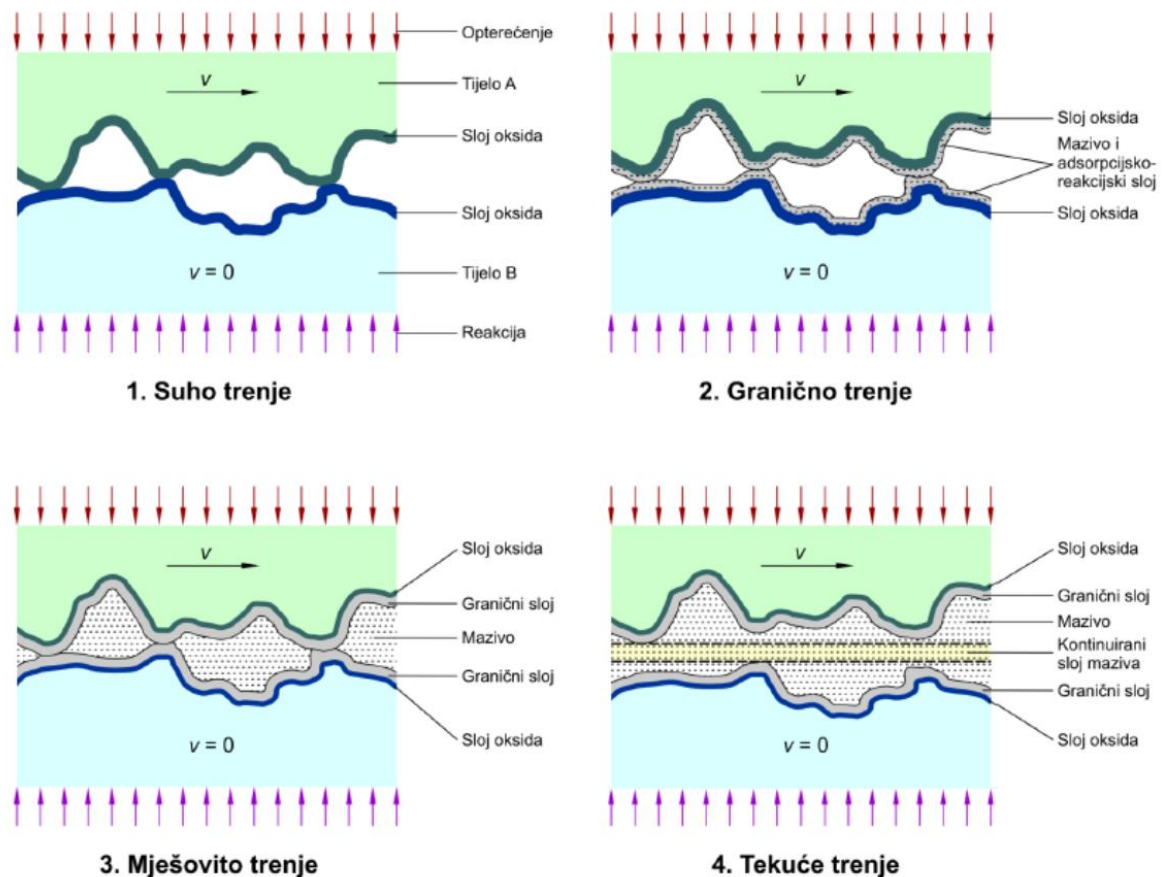 Opterećenje
v
Tijelo A
Sloj oksida
Sloj oksida
v = 0
Tijelo B
Reakcija
1. Suho trenje
v
Sloj oksida
Mazivo i
adsorpcijsko-
reakcijski sloj
Sloj oksida
v = 0
2. Granično trenje
v
Sloj oksida
Granični sloj
Mazivo
Granični sloj
Sloj oksida
v = 0
3. Mješovito trenje
v
Sloj oksida
Granični sloj
Mazivo
Kontinuirani
sloj maziva
Granični sloj
Sloj oksida
v = 0
4. Tekuće trenje